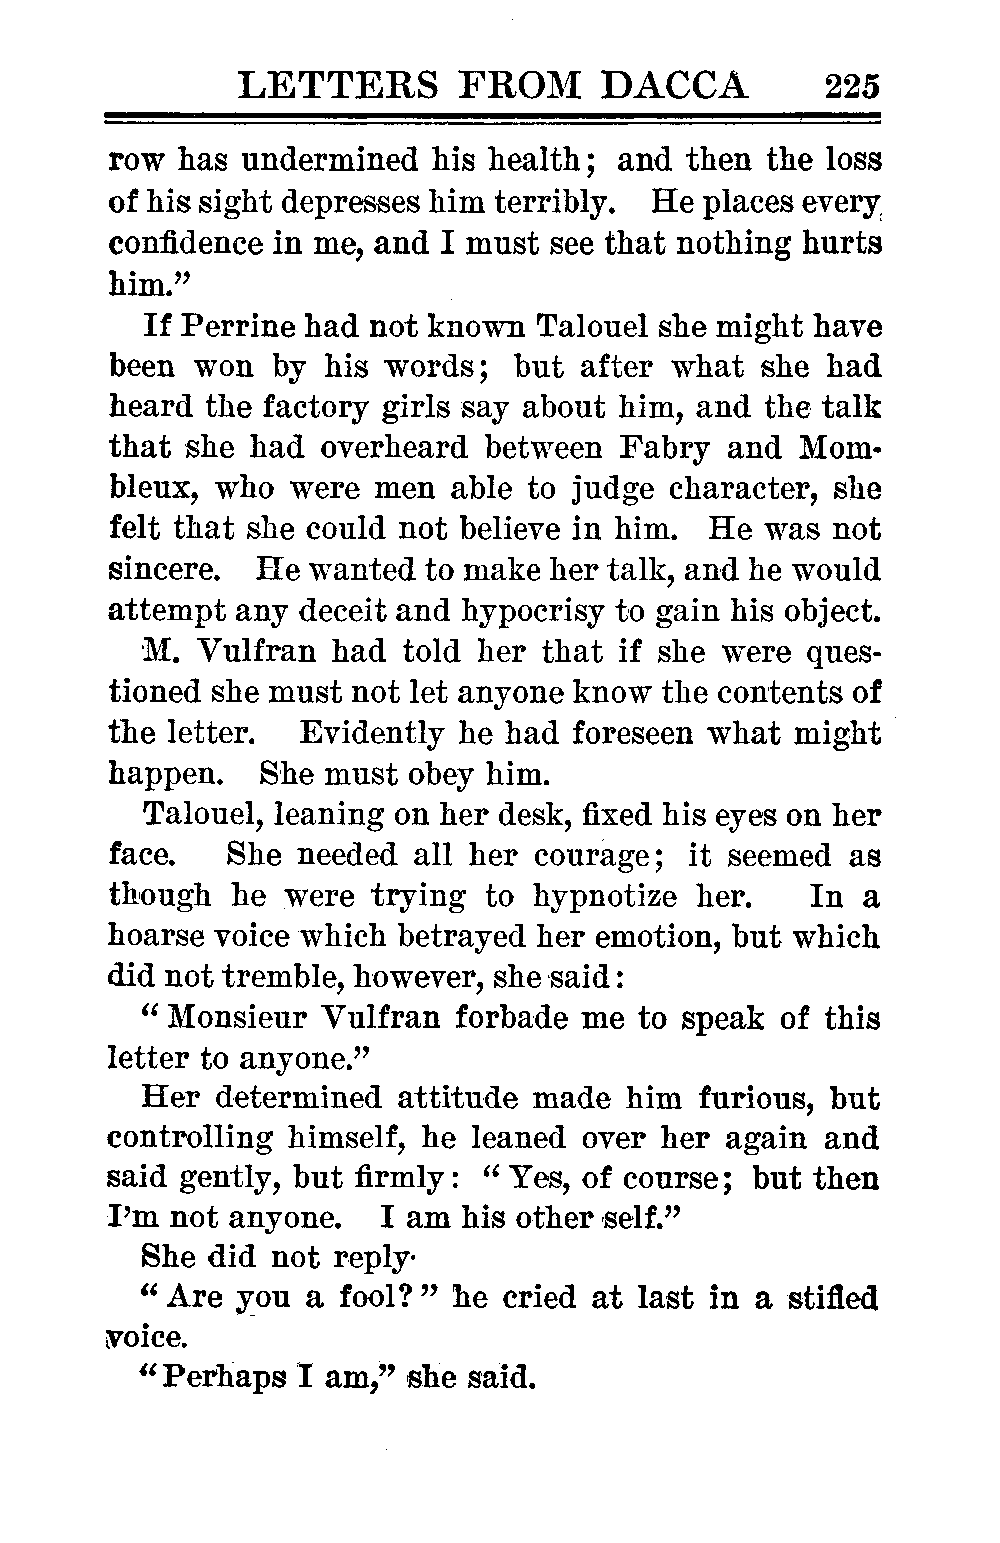 LETTERS FROM DACCA 225
row has undermined his health; and then the loss
of his sight depresses him terribly. He places every
confidence in me, and I must see that nothing hurts
him."
If Perrine had not known Talouel she might have
been won by his words; but after what she had
heard the factory girls say about him, and the talk
that she had overheard between Fabry and Mom-
bleux, who were men able to judge character, she
felt that she could not believe in him. He was not
sincere. He wanted to make her talk, and he would
attempt any deceit and hypocrisy to gain his object.
M. Vulfran had told her that if she were ques-
tioned she must not let anyone know the contents of
the letter. Evidently he had foreseen what might
happen. She must obey him.
Talouel, leaning on her desk, fixed his eyes on her
face. She needed all her courage; it seemed as
though he were trying to hypnotize her. In a
hoarse voice which betrayed her emotion, but which
did not tremble, however, she said:
"Monsieur Vulfran forbade me to speak of this
letter to anyone."
Her determined attitude made him furious, but
controlling himself, he leaned over her again and
said gently, but firmly: "Yes, of course; but then
I'm not anyone. I am his other self."
She did not reply.
"Are you a fool?" he cried at last in a stifled
voice.
"Perhaps I am," she said.